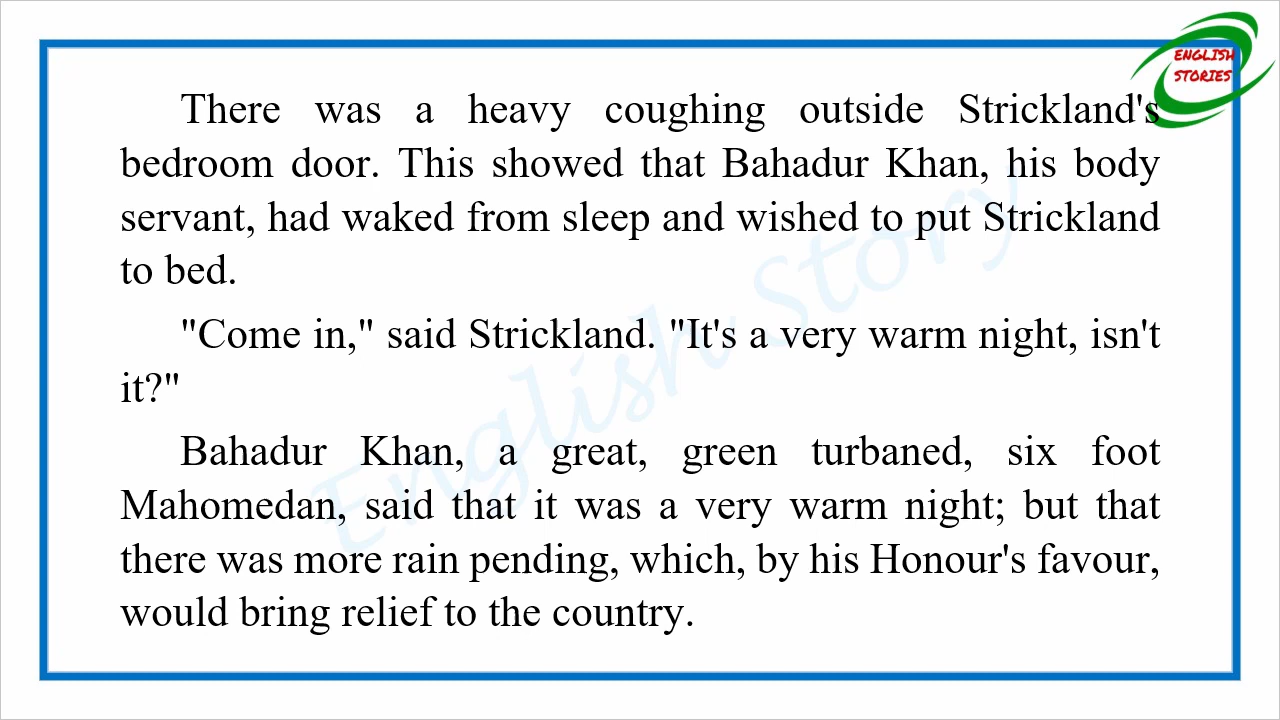 ENGLISH
STORIES
There was a heavy coughing outside Strickland's
bedroom door. This showed that Bahadur Khan, his body
servant, had waked from sleep and wished to put Strickland
to bed.
"Come in," said Strickland. "It's a very warm night, isn't
it?"
Bahadur Khan, a great, green turbaned, six foot
Mahomedan, said that it was a very warm night; but that
there was more rain pending, which, by his Honour's favour,
would bring relief to the country.
English Story